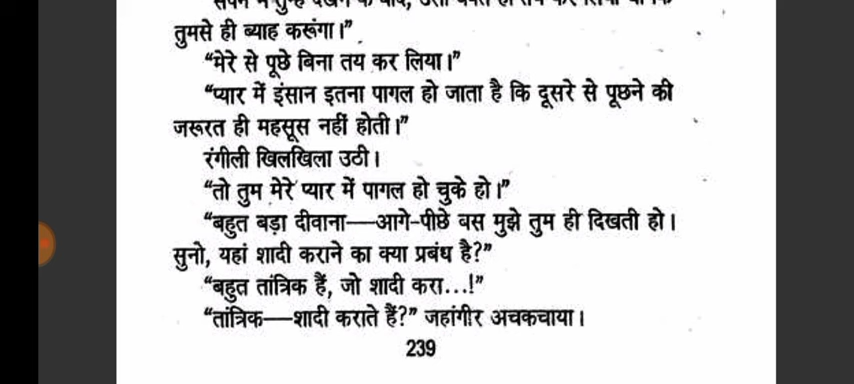 तुमसे ही ब्याह करूंगा।”
“मेरे से पूछे बिना तय कर लिया।”
“प्यार में इंसान इतना पागल हो जाता है कि दूसरे से पूछने की
जरूरत ही महसूस नहीं होती।”
रंगीली खिलखिला उठी।
“तो तुम मेरे प्यार में पागल हो चुके हो।”
“बहुत बड़ा दीवाना—आगे-पीछे बस मुझे तुम ही दिखती हो।
सुनो, यहां शादी कराने का क्या प्रबंध है?”
“बहुत तांत्रिक हैं, जो शादी करा...!”
“तांत्रिक—शादी कराते हैं?” जहांगीर अचकचाया।
239